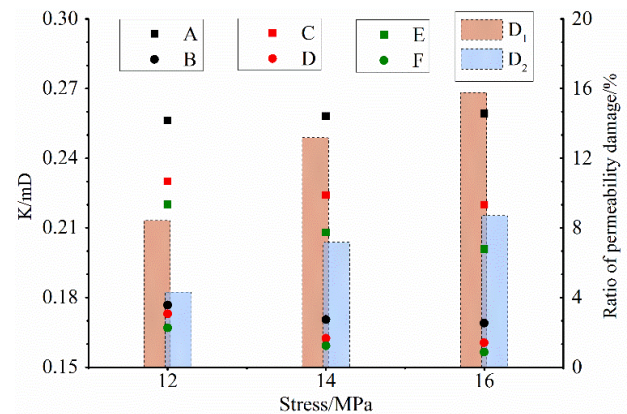 0.30
0.27
0.24
0.21
0.18
0.15
K/mD
A
B
C
D
E
F
D1
D2
20
16
12
8
4
0
Ratio of permeability damage/%
12
14
16
Stress/MPa